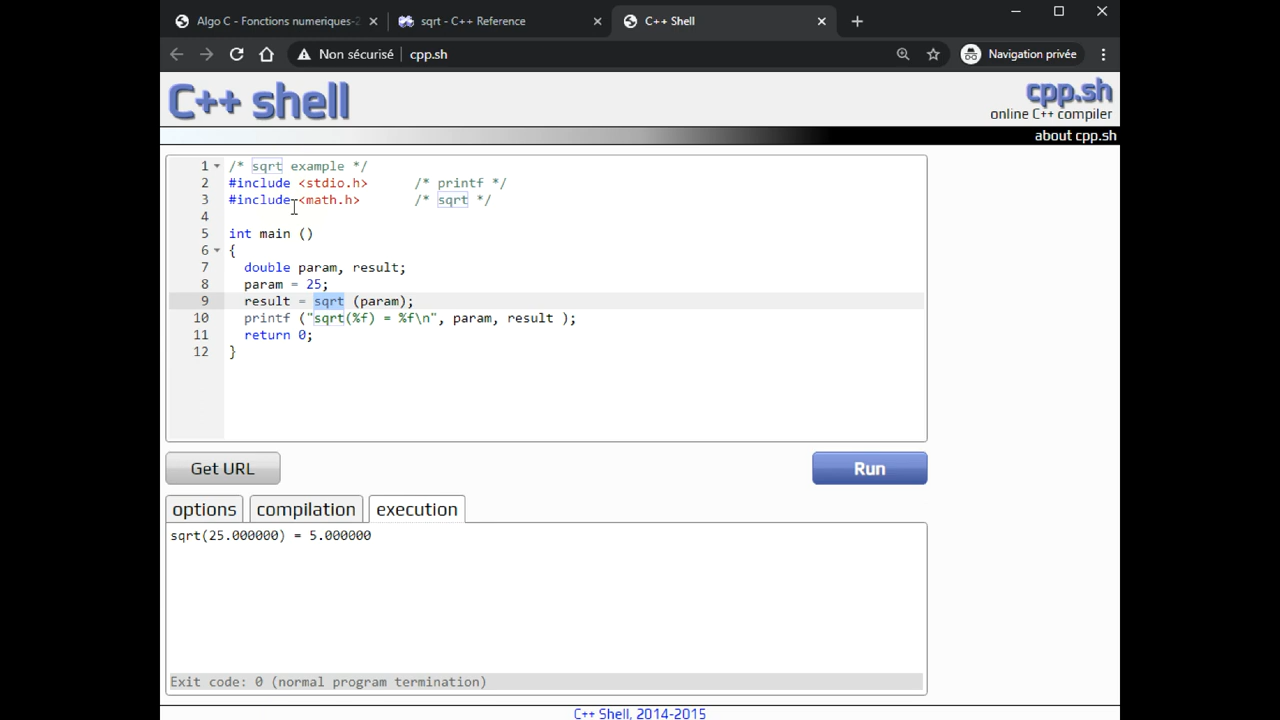 Algo C - Fonctions numeriques-2
sqrt - C++ Reference
C++ Shell
Non sécurisé
cpp.sh
Navigation privée
C++ shell
cpp.sh
online C++ compiler
about cpp.sh
1 /* sqrt example */
2 #include <stdio.h>      /* printf */
3 #include <math.h>       /* sqrt */
4
5 int main ()
6 {
7   double param, result;
8   param = 25;
9   result = sqrt (param);
10   printf ("sqrt(%f) = %f\n", param, result );
11   return 0;
12 }
Get URL
Run
options
compilation
execution
sqrt(25.000000) = 5.000000
Exit code: 0 (normal program termination)
C++ Shell, 2014-2015